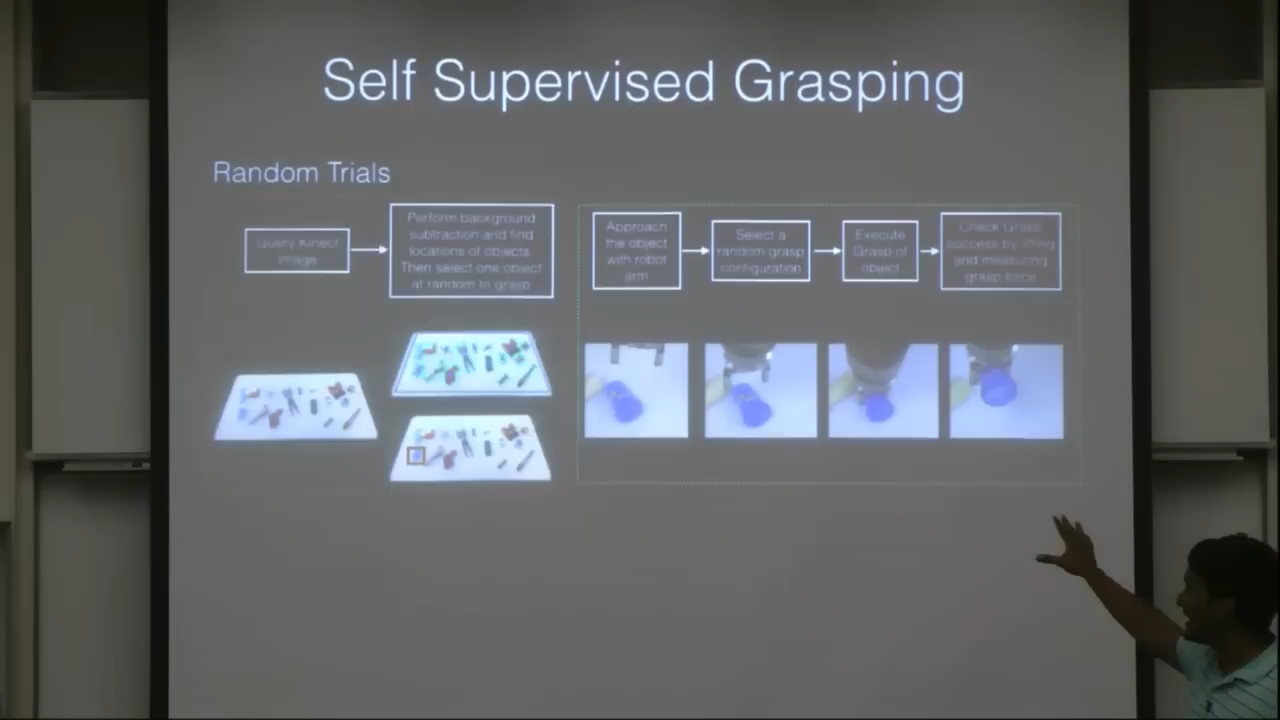 Self Supervised Grasping
Random Trials
Query Kinect
Image
Perform background
subtraction and find
locations of objects
Then select one object
at random to grasp
Approach
the object
with robot
arm
Select a
random grasp
configuration
Execute
Grasp of
object
Check Grasp
success by lifting
and measuring
grasp force